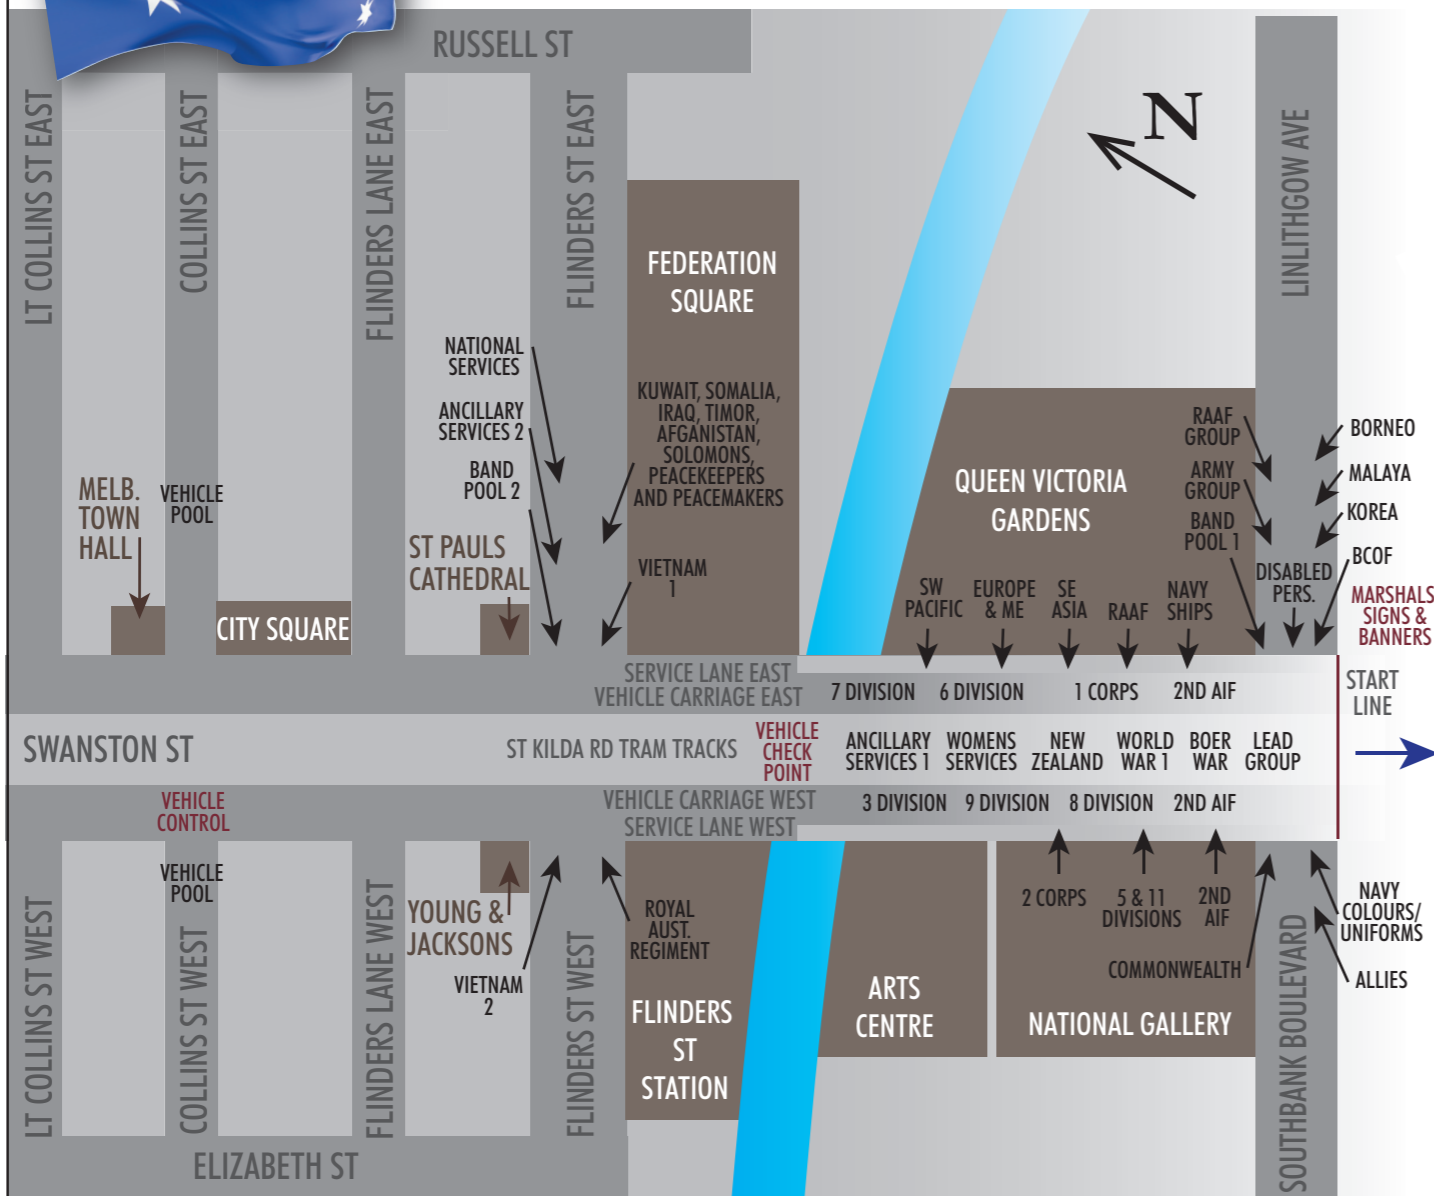 RUSSELL ST
N
LT COLLINS ST EAST
COLLINS ST EAST
FLINDERS LANE EAST
FLINDERS ST EAST
LINLITHGOW AVE
FEDERATION
SQUARE
NATIONAL
SERVICES
ANCILLARY
SERVICES 2
BAND
POOL 2
KUWAIT, SOMALIA,
IRAQ, TIMOR,
AFGANISTAN,
SOLOMONS,
PEACEKEEPERS
AND PEACEMAKERS
VIETNAM
1
MELB.
TOWN
HALL
VEHICLE
POOL
ST PAULS
CATHEDRAL
CITY SQUARE
QUEEN VICTORIA
GARDENS
RAAF
GROUP
ARMY
GROUP
BAND
POOL 1
BORNEO
MALAYA
KOREA
BCOF
DISABLED
PERS.
MARSHALS
SIGNS &
BANNERS
SW
PACIFIC
EUROPE
& ME
SE
ASIA
RAAF
NAVY
SHIPS
SERVICE LANE EAST
VEHICLE CARRIAGE EAST
7 DIVISION
6 DIVISION
1 CORPS
2ND AIF
START
LINE
SWANSTON ST
ST KILDA RD TRAM TRACKS
VEHICLE
CHECK
POINT
ANCILLARY
SERVICES 1
WOMENS
SERVICES
NEW
ZEALAND
WORLD
WAR 1
BOER
WAR
LEAD
GROUP
VEHICLE
CONTROL
VEHICLE CARRIAGE WEST
SERVICE LANE WEST
3 DIVISION
9 DIVISION
8 DIVISION
2ND AIF
VEHICLE
POOL
YOUNG &
JACKSONS
VIETNAM
2
ROYAL
AUST.
REGIMENT
2 CORPS
5 & 11
DIVISIONS
2ND
AIF
COMMONWEALTH
NAVY
COLOURS/
UNIFORMS
ALLIES
FLINDERS
ST
STATION
ARTS
CENTRE
NATIONAL GALLERY
LT COLLINS ST WEST
COLLINS ST WEST
FLINDERS LANE WEST
FLINDERS ST WEST
SOUTHBANK BOULEVARD
ELIZABETH ST